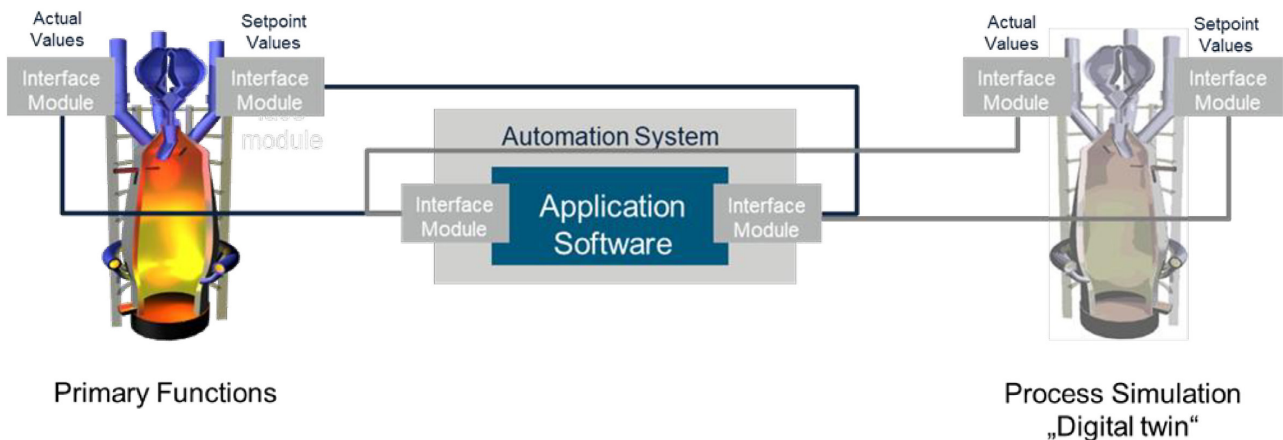 Actual
Values
Setpoint
Values
Interface
Module
Interface
Module
module
Automation System
Interface
Module
Application
Software
Interface
Module
Actual
Values
Setpoint
Values
Interface
Module
Interface
Module
Primary Functions
Process Simulation
„Digital twin“